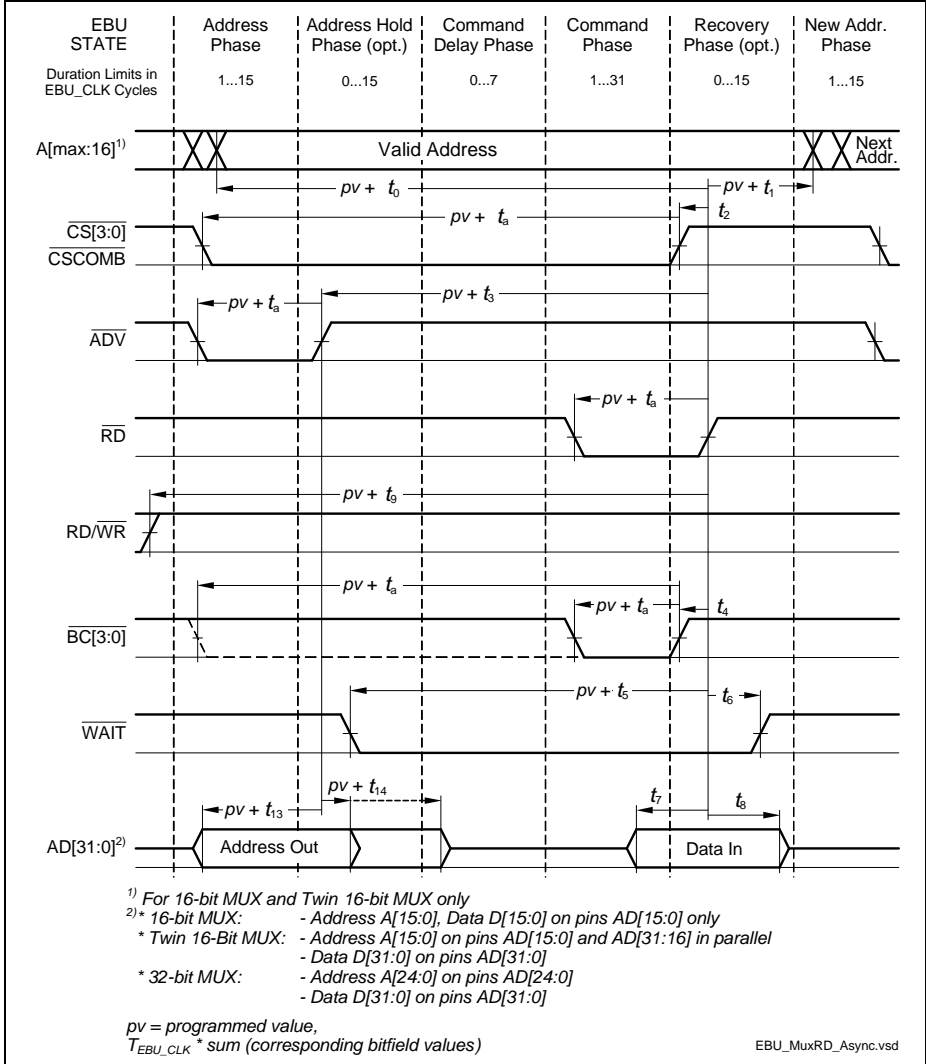 EBU STATE
Address Phase
Address Hold Phase (opt.)
Command Delay Phase
Command Phase
Recovery Phase (opt.)
New Addr. Phase
Duration Limits in EBU_CLK Cycles
1...15
0...15
0...7
1...31
0...15
1...15
A[max:16]1)
Valid Address
Next Addr.
pv + t0
pv + t1
CS[3:0]
CSCOMB
pv + ta
t2
ADV
pv + ta
pv + t3
RD
pv + ta
RD/WR
pv + t9
BC[3:0]
pv + ta
pv + ta
t4
WAIT
pv + t5
t6
AD[31:0]2)
pv + t13
pv + t14
t7
t8
Address Out
Data In
1) For 16-bit MUX and Twin 16-bit MUX only
2)* 16-bit MUX: - Address A[15:0], Data D[15:0] on pins AD[15:0] only
* Twin 16-Bit MUX: - Address A[15:0] on pins AD[15:0] and AD[31:16] in parallel
- Data D[31:0] on pins AD[31:0]
* 32-bit MUX: - Address A[24:0] on pins AD[24:0]
- Data D[31:0] on pins AD[31:0]
pv = programmed value,
TEBU_CLK * sum (corresponding bitfield values)
EBU_MuxRD_Async.vsd